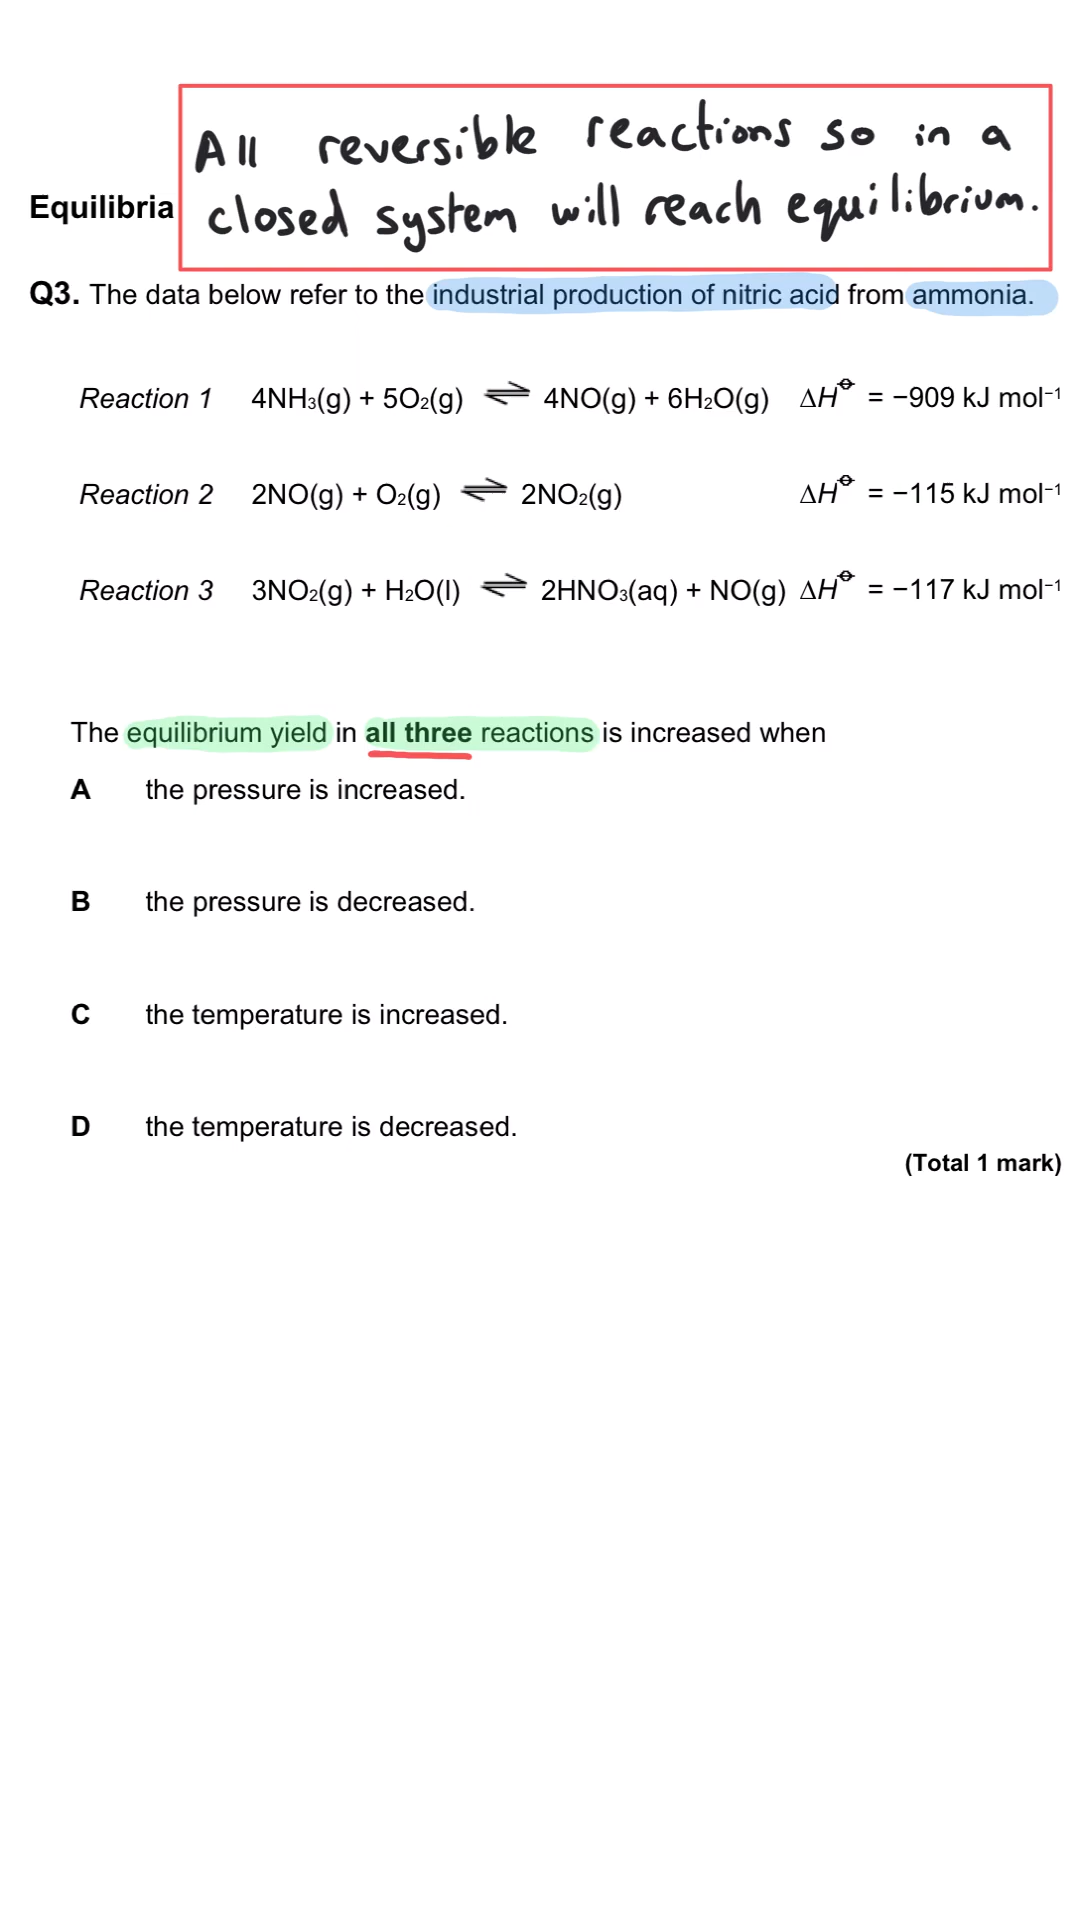 All reversible reactions so in a
closed system will reach equilibrium.
Equilibria
Q3. The data below refer to the industrial production of nitric acid from ammonia.
Reaction 1 4NH₃(g) + 5O₂(g) ⇌ 4NO(g) + 6H₂O(g) ΔH⦵ = −909 kJ mol⁻¹
Reaction 2 2NO(g) + O₂(g) ⇌ 2NO₂(g) ΔH⦵ = −115 kJ mol⁻¹
Reaction 3 3NO₂(g) + H₂O(l) ⇌ 2HNO₃(aq) + NO(g) ΔH⦵ = −117 kJ mol⁻¹
The equilibrium yield in all three reactions is increased when
A the pressure is increased.
B the pressure is decreased.
C the temperature is increased.
D the temperature is decreased.
(Total 1 mark)